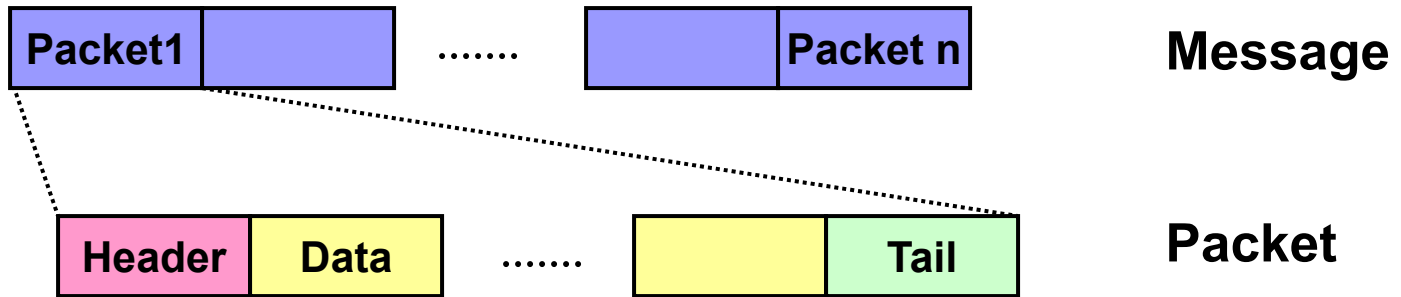 Packet1 ....... Packet n Message
Header Data ....... Tail Packet